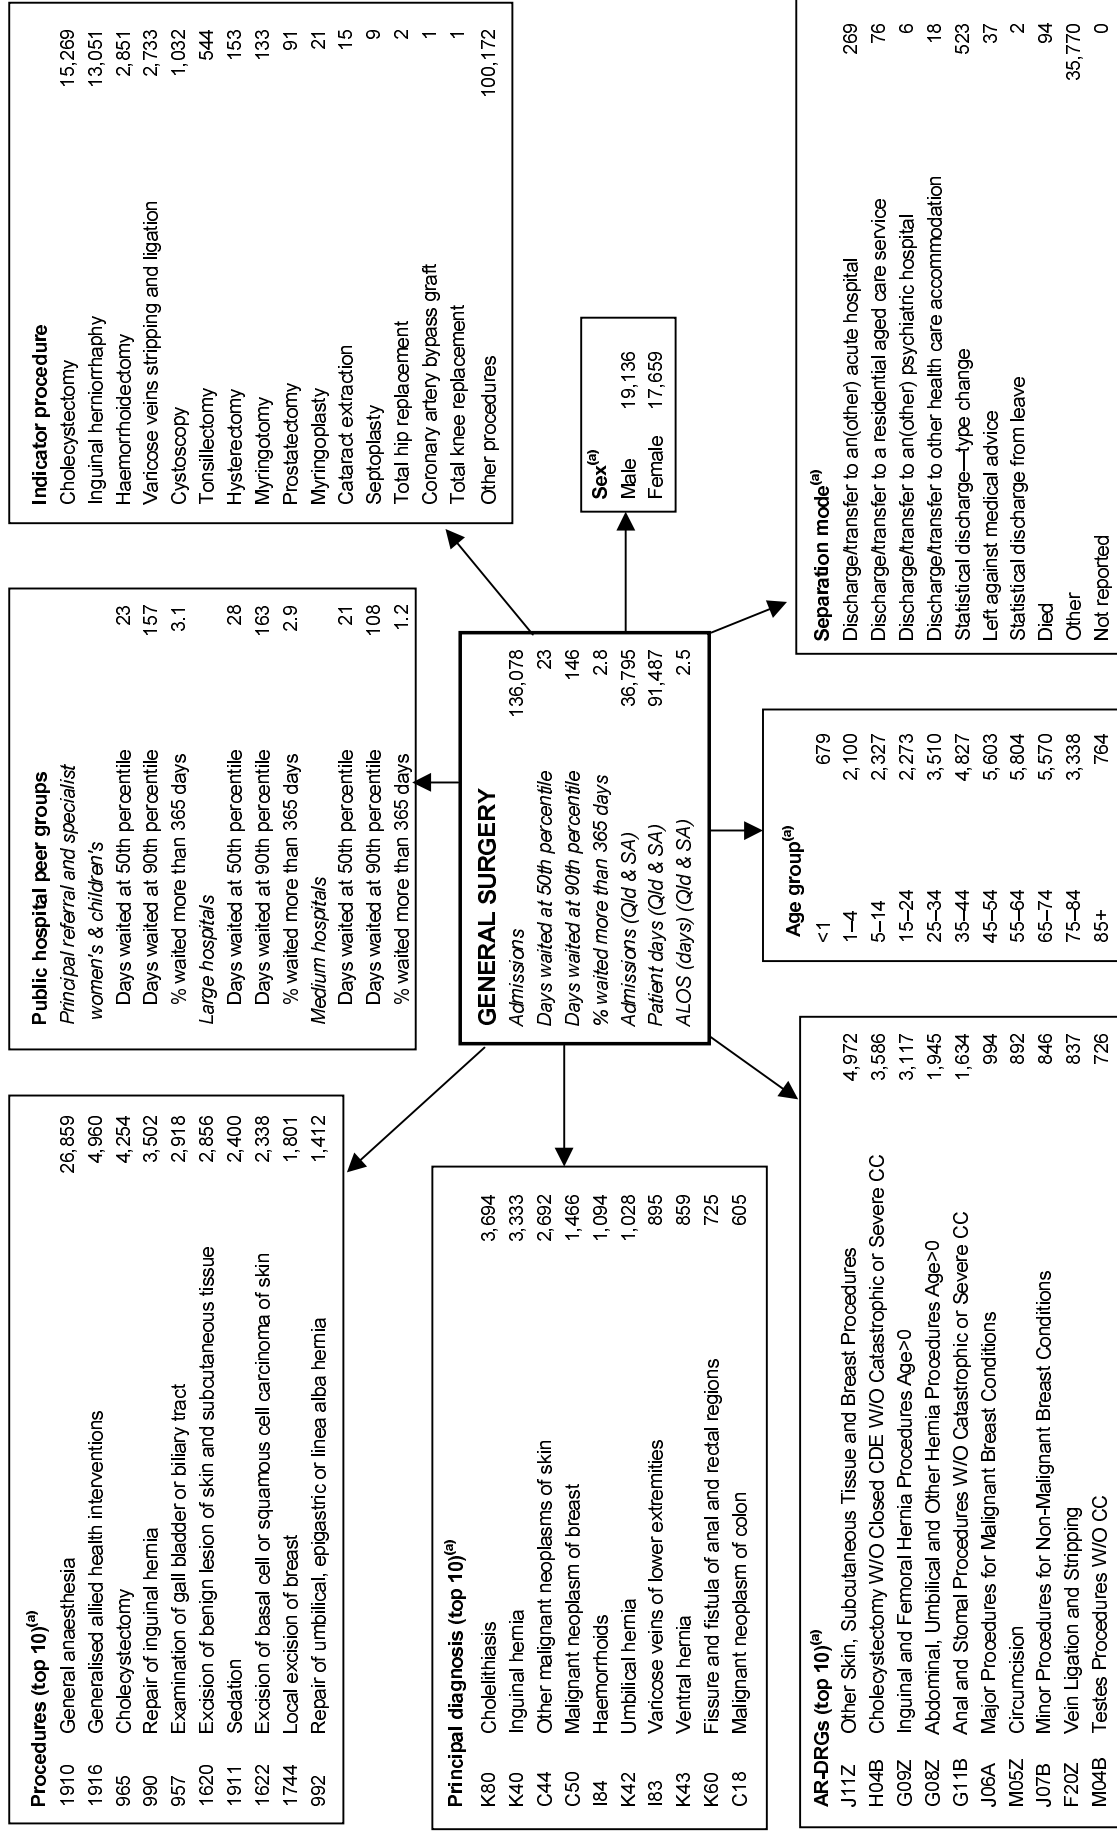 Procedures (top 10)(a)
1910 General anaesthesia 26,859
1916 Generalised allied health interventions 4,960
965 Cholecystectomy 4,254
990 Repair of inguinal hernia 3,502
957 Examination of gall bladder or biliary tract 2,918
1620 Excision of benign lesion of skin and subcutaneous tissue 2,856
1911 Sedation 2,400
1622 Excision of basal cell or squamous cell carcinoma of skin 2,338
1744 Local excision of breast 1,801
992 Repair of umbilical, epigastric or linea alba hernia 1,412
Public hospital peer groups
Principal referral and specialist
women's & children's
Days waited at 50th percentile 23
Days waited at 90th percentile 157
% waited more than 365 days 3.1
Large hospitals
Days waited at 50th percentile 28
Days waited at 90th percentile 163
% waited more than 365 days 2.9
Medium hospitals
Days waited at 50th percentile 21
Days waited at 90th percentile 108
% waited more than 365 days 1.2
Indicator procedure
Cholecystectomy 15,269
Inguinal herniorrhaphy 13,051
Haemorrhoidectomy 2,851
Varicose veins stripping and ligation 2,733
Cystoscopy 1,032
Tonsillectomy 544
Hysterectomy 153
Myringotomy 133
Prostatectomy 91
Myringoplasty 21
Cataract extraction 15
Septoplasty 9
Total hip replacement 2
Coronary artery bypass graft 1
Total knee replacement 1
Other procedures 100,172
Principal diagnosis (top 10)(a)
K80 Cholelithiasis 3,694
K40 Inguinal hernia 3,333
C44 Other malignant neoplasms of skin 2,692
C50 Malignant neoplasm of breast 1,466
I84 Haemorrhoids 1,094
K42 Umbilical hernia 1,028
I83 Varicose veins of lower extremities 895
K43 Ventral hernia 859
K60 Fissure and fistula of anal and rectal regions 725
C18 Malignant neoplasm of colon 605
GENERAL SURGERY
Admissions 136,078
Days waited at 50th percentile 23
Days waited at 90th percentile 146
% waited more than 365 days 2.8
Admissions (Qld & SA) 36,795
Patient days (Qld & SA) 91,487
ALOS (days) (Qld & SA) 2.5
Sex(a)
Male 19,136
Female 17,659
AR-DRGs (top 10)(a)
J11Z Other Skin, Subcutaneous Tissue and Breast Procedures 4,972
H04B Cholecystectomy W/O Closed CDE W/O Catastrophic or Severe CC 3,586
G09Z Inguinal and Femoral Hernia Procedures Age>0 3,117
G08Z Abdominal, Umbilical and Other Hernia Procedures Age>0 1,945
G11B Anal and Stomal Procedures W/O Catastrophic or Severe CC 1,634
J06A Major Procedures for Malignant Breast Conditions 994
M05Z Circumcision 892
J07B Minor Procedures for Non-Malignant Breast Conditions 846
F20Z Vein Ligation and Stripping 837
M04B Testes Procedures W/O CC 726
Age group(a)
<1 679
1–4 2,100
5–14 2,327
15–24 2,273
25–34 3,510
35–44 4,827
45–54 5,603
55–64 5,804
65–74 5,570
75–84 3,338
85+ 764
Separation mode(a)
Discharge/transfer to an(other) acute hospital 269
Discharge/transfer to a residential aged care service 76
Discharge/transfer to an(other) psychiatric hospital 6
Discharge/transfer to other health care accommodation 18
Statistical discharge—type change 523
Left against medical advice 37
Statistical discharge from leave 2
Died 94
Other 35,770
Not reported 0